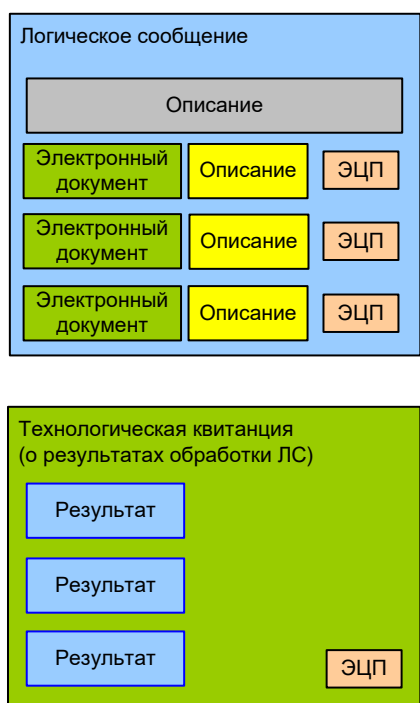 Логическое сообщение
Описание
Электронный
документ
Описание
ЭЦП
Электронный
документ
Описание
ЭЦП
Электронный
документ
Описание
ЭЦП
Технологическая квитанция
(о результатах обработки ЛС)
Результат
Результат
Результат
ЭЦП